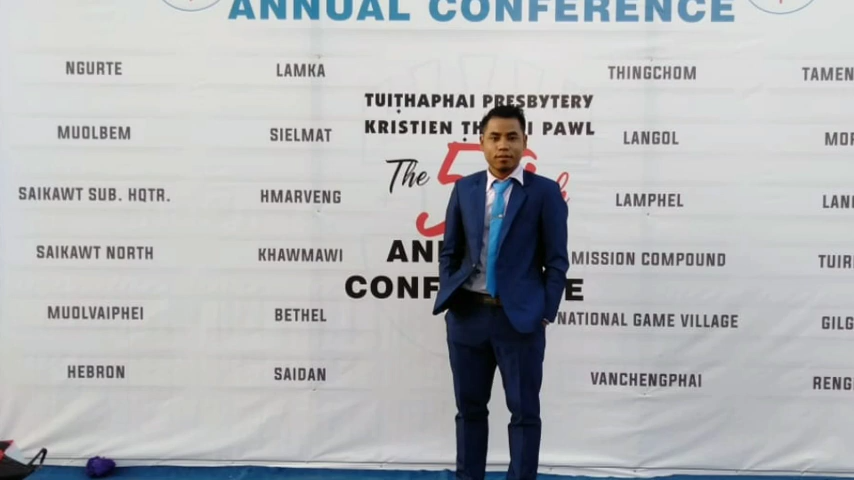 ANNUAL CONFERENCE
NGURTE
MUOLBEM
SAIKAWT SUB. HQTR.
SAIKAWT NORTH
MUOLVAIPHEI
HEBRON
LAMKA
SIELMAT
HMARVENG
KHAWMAWI
BETHEL
SAIDAN
TUIṬHAPHAI PRESBYTERY
KRISTIEN PAWL
The
THINGCHOM
LANGOL
LAMPHEL
MISSION COMPOUND
NATIONAL GAME VILLAGE
VANCHENGPHAI